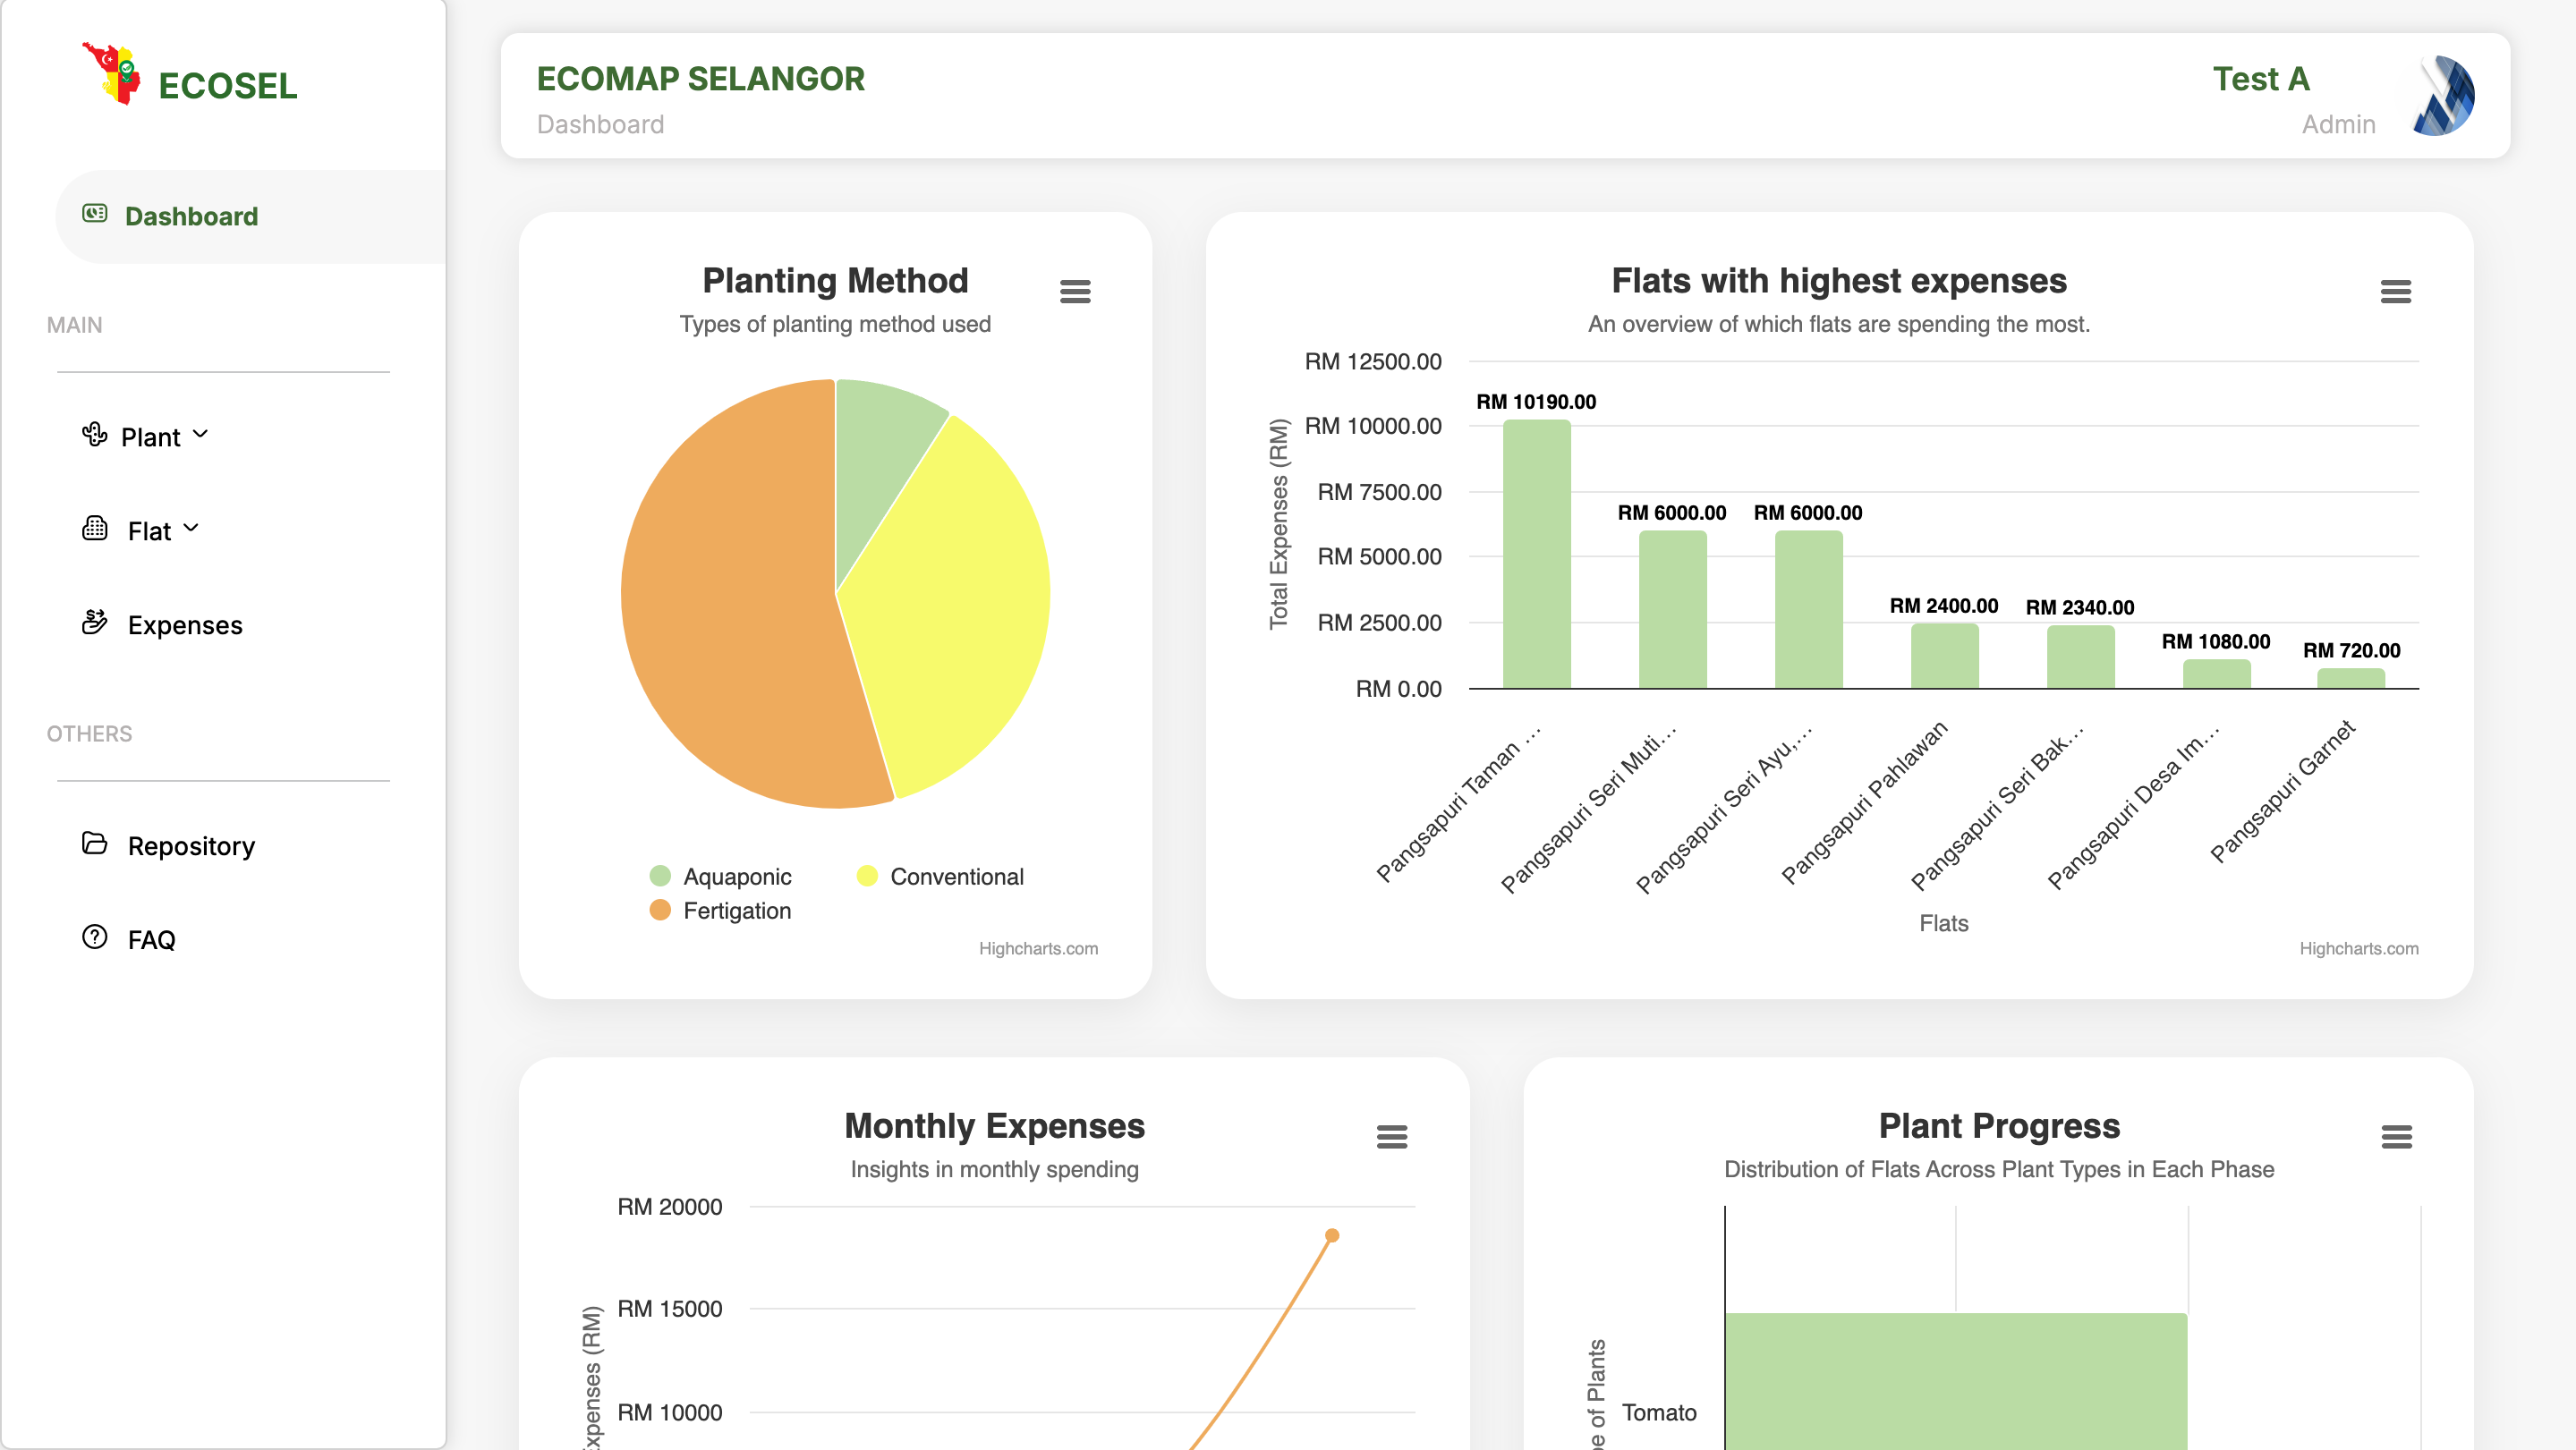 ECOSEL
Dashboard
MAIN
Plant
Flat
Expenses
OTHERS
Repository
FAQ
ECOMAP SELANGOR
Dashboard
Test A
Admin
Planting Method
Types of planting method used
Aquaponic
Conventional
Fertigation
Highcharts.com
Flats with highest expenses
An overview of which flats are spending the most.
Total Expenses (RM)
RM 12500.00
RM 10000.00
RM 7500.00
RM 5000.00
RM 2500.00
RM 0.00
RM 10190.00
RM 6000.00
RM 6000.00
RM 2400.00
RM 2340.00
RM 1080.00
RM 720.00
Pangsapuri Taman ...
Pangsapuri Seri Muti...
Pangsapuri Seri Ayu,...
Pangsapuri Pahlawan
Pangsapuri Seri Bak...
Pangsapuri Desa Im...
Pangsapuri Garnet
Flats
Highcharts.com
Monthly Expenses
Insights in monthly spending
RM 20000
RM 15000
RM 10000
(RM)
Plant Progress
Distribution of Flats Across Plant Types in Each Phase
of Plants
Tomato